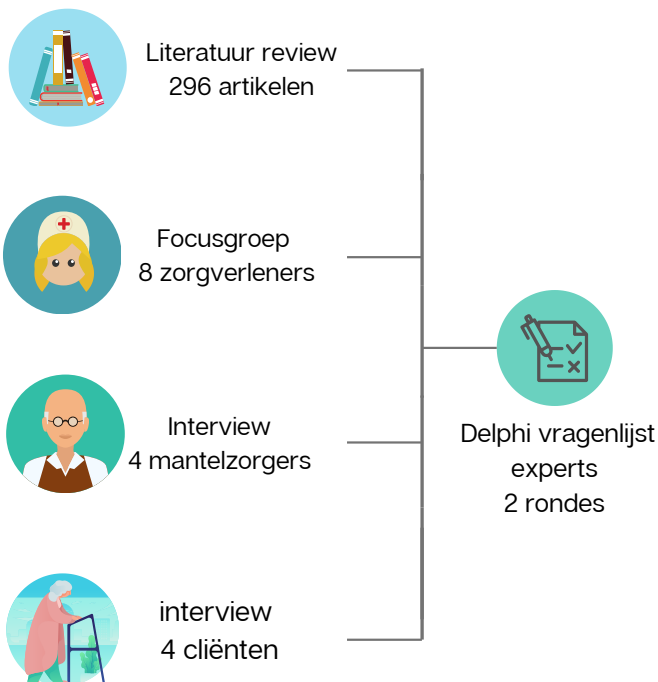 Literatuur review
296 artikelen
Focusgroep
8 zorgverleners
Interview
4 mantelzorgers
interview
4 cliënten
Delphi vragenlijst
experts
2 rondes